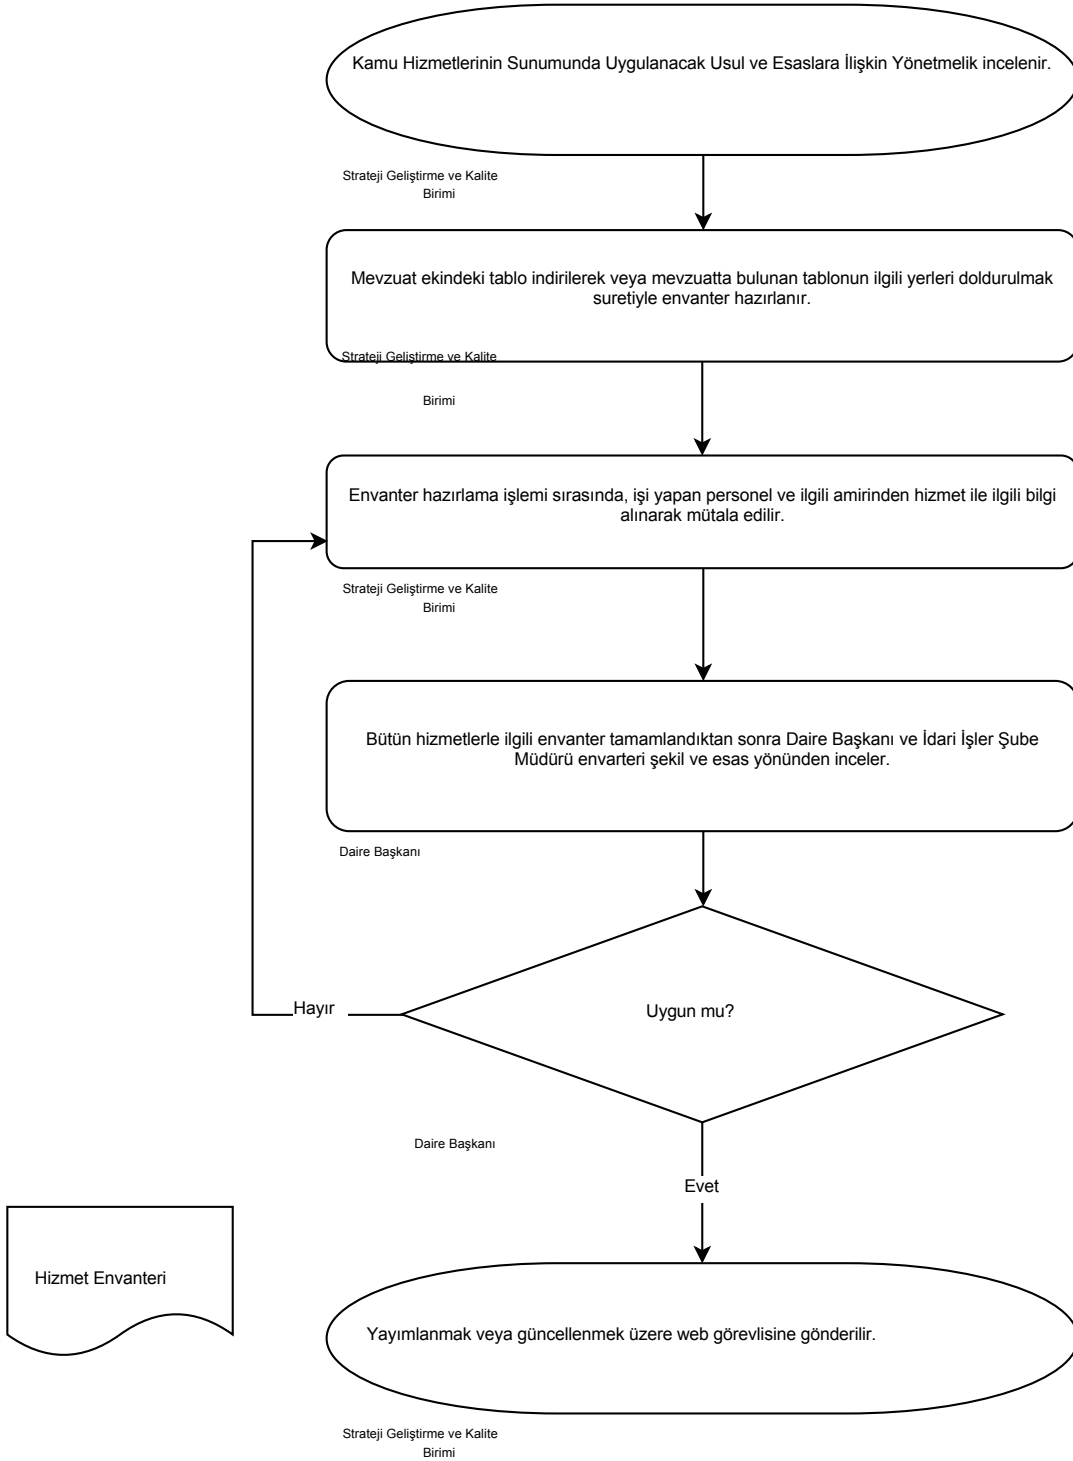 Kamu Hizmetlerinin Sunumunda Uygulanacak Usul ve Esaslara İlişkin Yönetmelik incelenir.
Strateji Geliştirme ve Kalite
Birimi
Mevzuat ekindeki tablo indirilerek veya mevzuatta bulunan tablonun ilgili yerleri doldurulmak
suretiyle envanter hazırlanır.
Strateji Geliştirme ve Kalite
Birimi
Envanter hazırlama işlemi sırasında, işi yapan personel ve ilgili amirinden hizmet ile ilgili bilgi
alınarak mütala edilir.
Strateji Geliştirme ve Kalite
Birimi
Bütün hizmetlerle ilgili envanter tamamlandıktan sonra Daire Başkanı ve İdari İşler Şube
Müdürü envarteri şekil ve esas yönünden inceler.
Daire Başkanı
Hayır
Uygun mu?
Daire Başkanı
Evet
Hizmet Envanteri
Yayımlanmak veya güncellenmek üzere web görevlisine gönderilir.
Strateji Geliştirme ve Kalite
Birimi